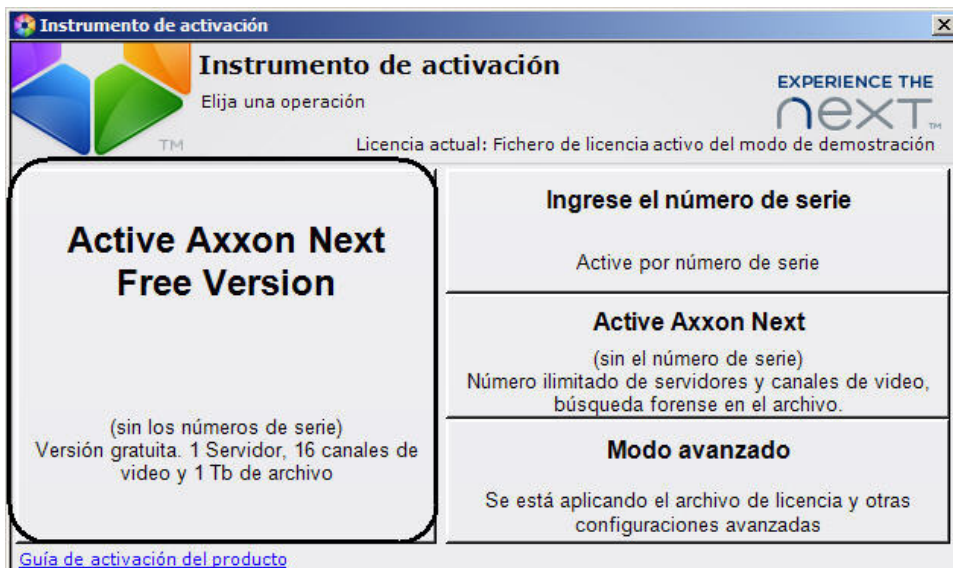 Instrumento de activación
Instrumento de activación
Elija una operación
EXPERIENCE THE
next™
TM
Licencia actual: Fichero de licencia activo del modo de demostración
Active Axxon Next
Free Version
(sin los números de serie)
Versión gratuita. 1 Servidor, 16 canales de
video y 1 Tb de archivo
Ingrese el número de serie
Active por número de serie
Active Axxon Next
(sin el número de serie)
Número ilimitado de servidores y canales de video,
búsqueda forense en el archivo.
Modo avanzado
Se está aplicando el archivo de licencia y otras
configuraciones avanzadas
Guía de activación del producto